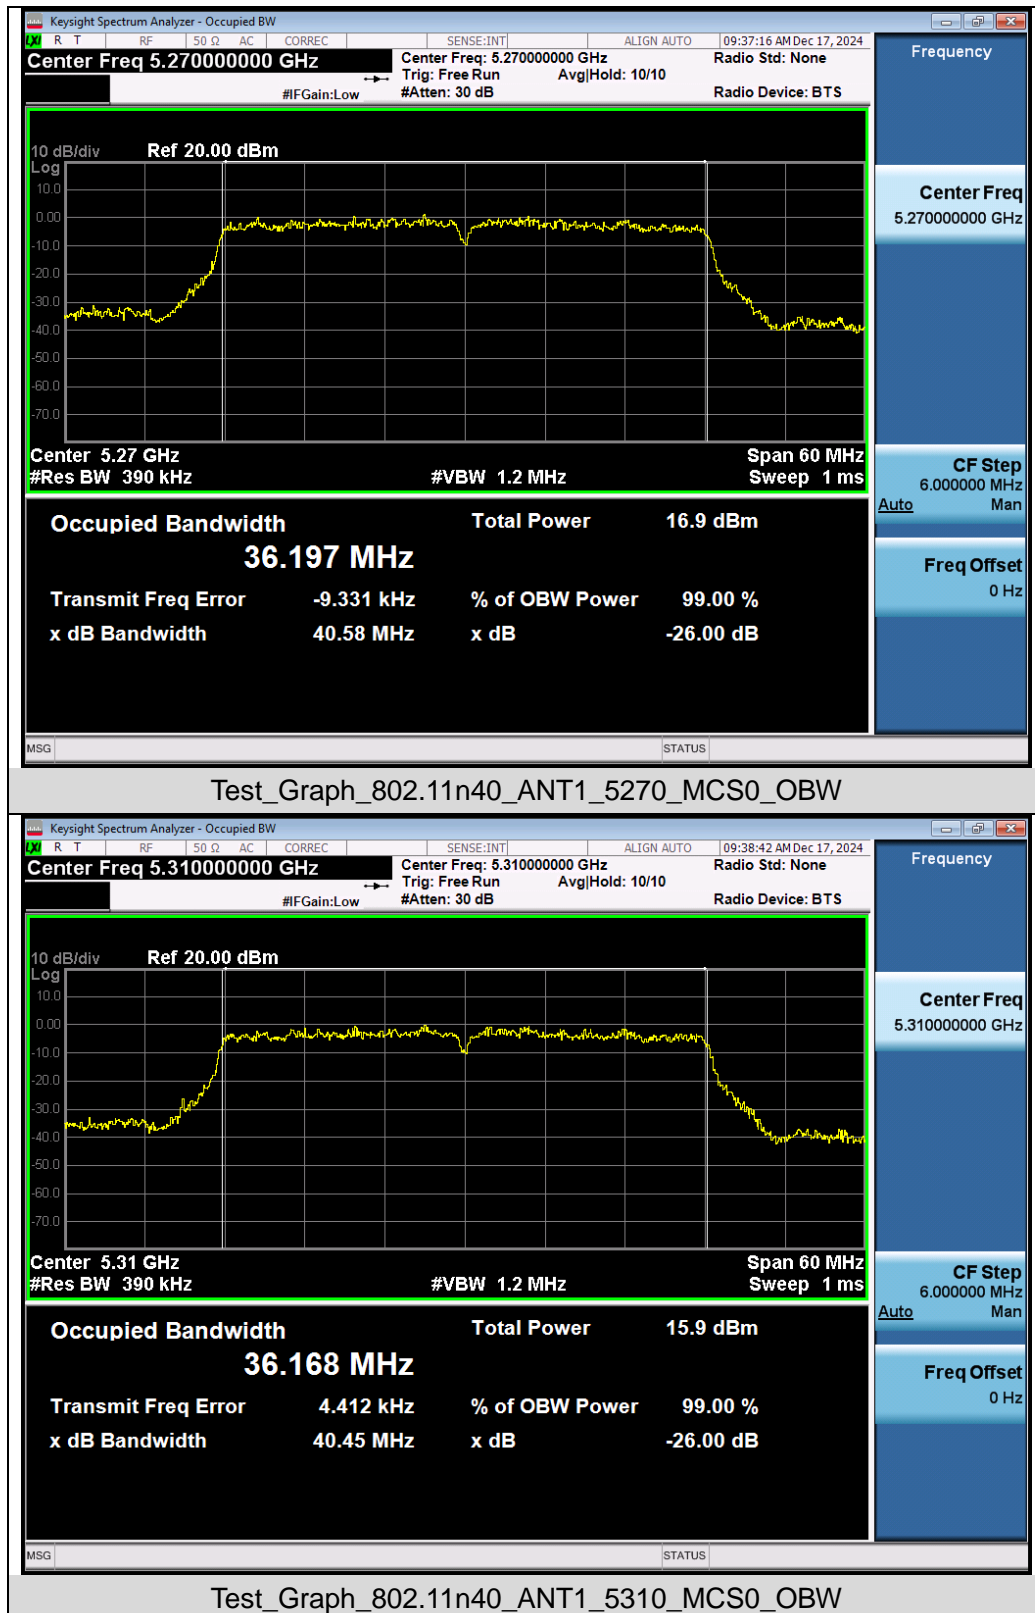 Keysight Spectrum Analyzer - Occupied BW
LXI R T RF 50 Ω AC CORREC SENSE:INT ALIGN AUTO 09:37:16 AM Dec 17, 2024
Center Freq 5.270000000 GHz
Center Freq: 5.270000000 GHz Radio Std: None
Trig: Free Run Avg|Hold: 10/10
#IFGain:Low #Atten: 30 dB Radio Device: BTS
Frequency
10 dB/div Ref 20.00 dBm
Log
10.0
0.00
-10.0
-20.0
-30.0
-40.0
-50.0
-60.0
-70.0
Center 5.27 GHz Span 60 MHz
#Res BW 390 kHz #VBW 1.2 MHz Sweep 1 ms
Center Freq
5.270000000 GHz
CF Step
6.000000 MHz
Auto Man
Freq Offset
0 Hz
Occupied Bandwidth Total Power 16.9 dBm
36.197 MHz
Transmit Freq Error -9.331 kHz % of OBW Power 99.00 %
x dB Bandwidth 40.58 MHz x dB -26.00 dB
MSG STATUS
Test_Graph_802.11n40_ANT1_5270_MCS0_OBW
Keysight Spectrum Analyzer - Occupied BW
LXI R T RF 50 Ω AC CORREC SENSE:INT ALIGN AUTO 09:38:42 AM Dec 17, 2024
Center Freq 5.310000000 GHz
Center Freq: 5.310000000 GHz Radio Std: None
Trig: Free Run Avg|Hold: 10/10
#IFGain:Low #Atten: 30 dB Radio Device: BTS
Frequency
10 dB/div Ref 20.00 dBm
Log
10.0
0.00
-10.0
-20.0
-30.0
-40.0
-50.0
-60.0
-70.0
Center 5.31 GHz Span 60 MHz
#Res BW 390 kHz #VBW 1.2 MHz Sweep 1 ms
Center Freq
5.310000000 GHz
CF Step
6.000000 MHz
Auto Man
Freq Offset
0 Hz
Occupied Bandwidth Total Power 15.9 dBm
36.168 MHz
Transmit Freq Error 4.412 kHz % of OBW Power 99.00 %
x dB Bandwidth 40.45 MHz x dB -26.00 dB
MSG STATUS
Test_Graph_802.11n40_ANT1_5310_MCS0_OBW